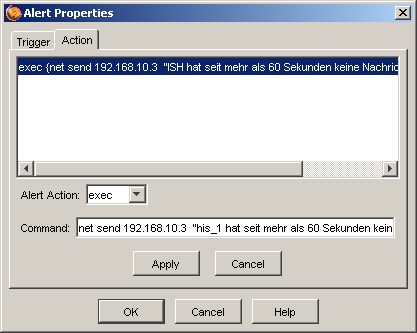 Alert Properties
Trigger Action
exec {net send 192.168.10.3 "ISH hat seit mehr als 60 Sekunden keine Nachric
Alert Action: exec
Command: net send 192.168.10.3 "his_1 hat seit mehr als 60 Sekunden kein
Apply Cancel
OK Cancel Help